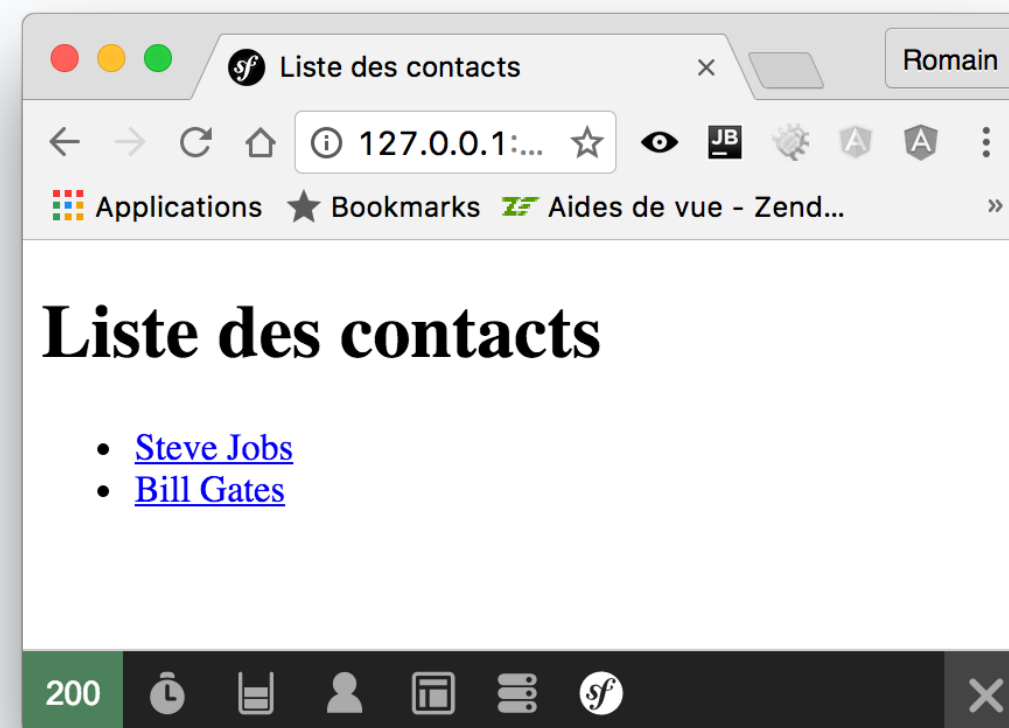 Liste des contacts
Romain
127.0.0.1:...
JB
Applications Bookmarks Aides de vue - Zend... »
Liste des contacts
Steve Jobs
Bill Gates
200